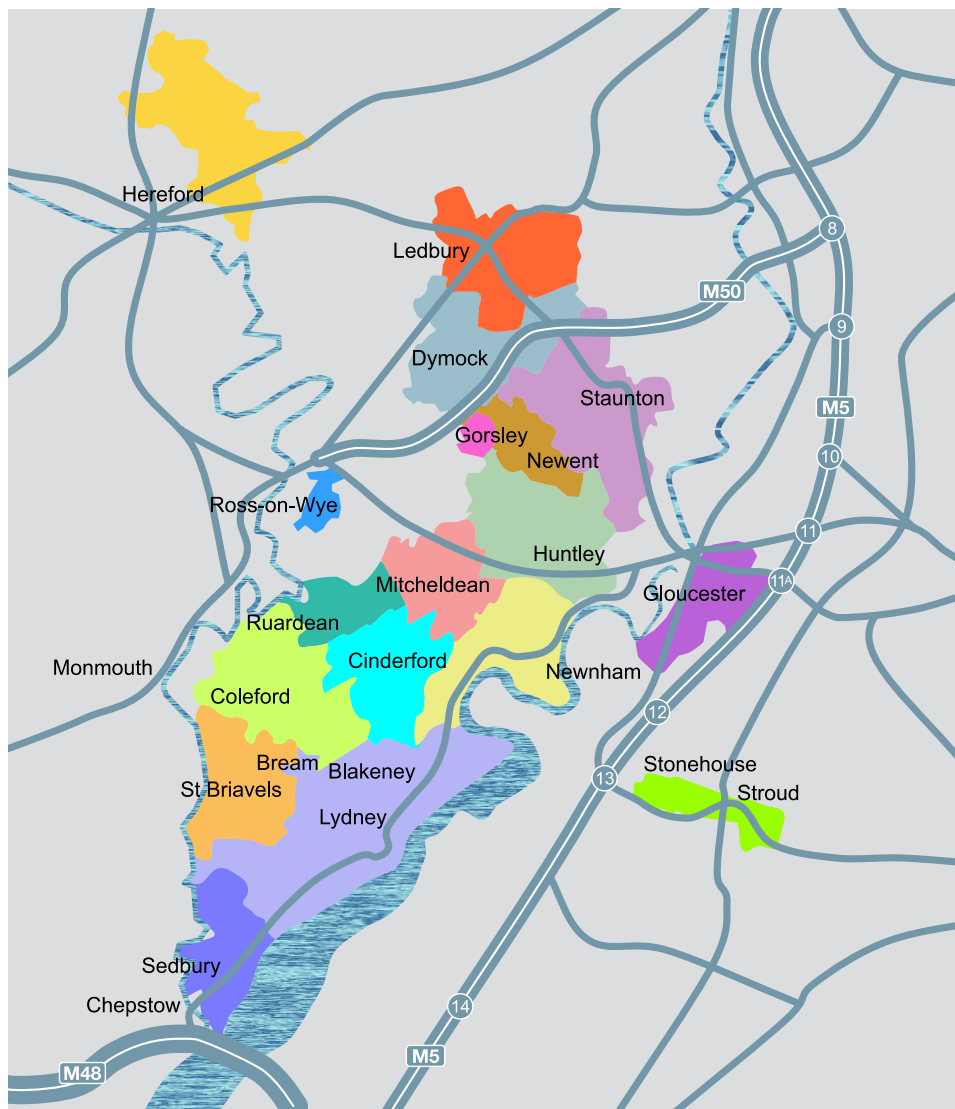 Hereford
8
Ledbury
M50
9
Dymock
Staunton
M5
Gorsley
10
Newent
Ross-on-Wye
11
Huntley
11A
Mitcheldean
Gloucester
Ruardean
Cinderford
Monmouth
Newnham
Coleford
12
Bream
Blakeney
Stonehouse
13
St Briavels
Stroud
Lydney
Sedbury
Chepstow
14
M5
M48